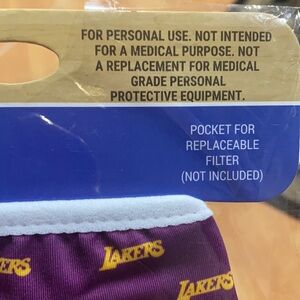 FOR PERSONAL USE. NOT INTENDED
FOR A MEDICAL PURPOSE. NOT
A REPLACEMENT FOR MEDICAL
GRADE PERSONAL
PROTECTIVE EQUIPMENT.
POCKET FOR
REPLACEABLE
FILTER
(NOT INCLUDED)
LAKERS
KERS
LAKERS